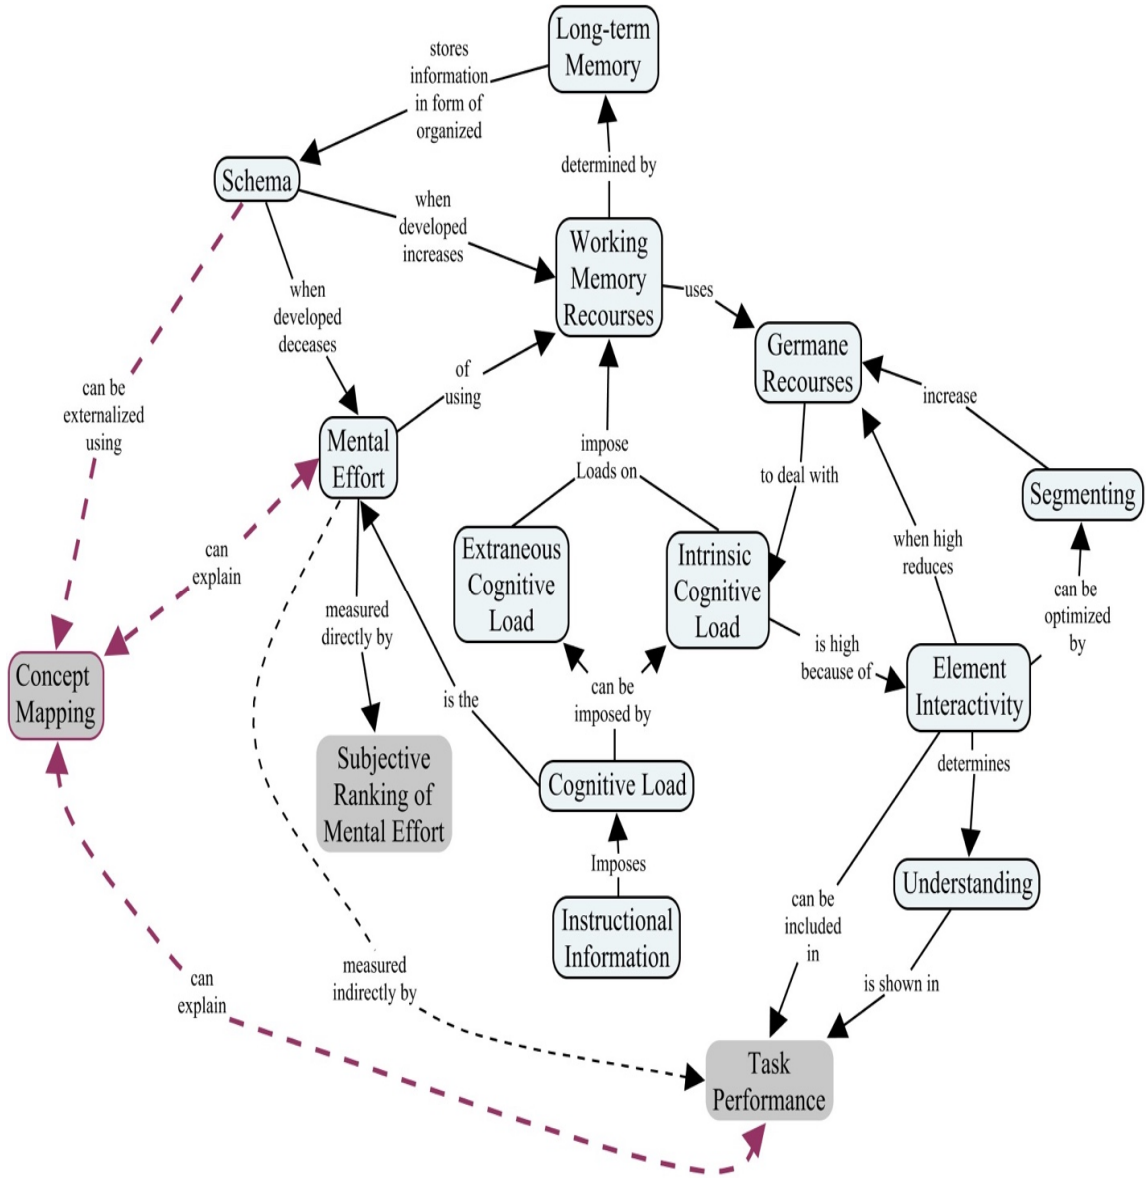 Long-term
Memory
stores
information
in form of
organized
determined by
Schema
when
developed
increases
Working
Memory
Recourses
uses
when
developed
deceases
Germane
Recourses
of
using
increase
can be
externalized
using
Mental
Effort
impose
Loads on
to deal with
Segmenting
can
explain
Extraneous
Cognitive
Load
Intrinsic
Cognitive
Load
when high
reduces
can be
optimized
by
measured
directly by
is high
because of
Element
Interactivity
Concept
Mapping
is the
can be
imposed by
Subjective
Ranking of
Mental Effort
Cognitive Load
determines
Imposes
Understanding
Instructional
Information
can be
included
in
can
explain
measured
indirectly by
is shown in
Task
Performance